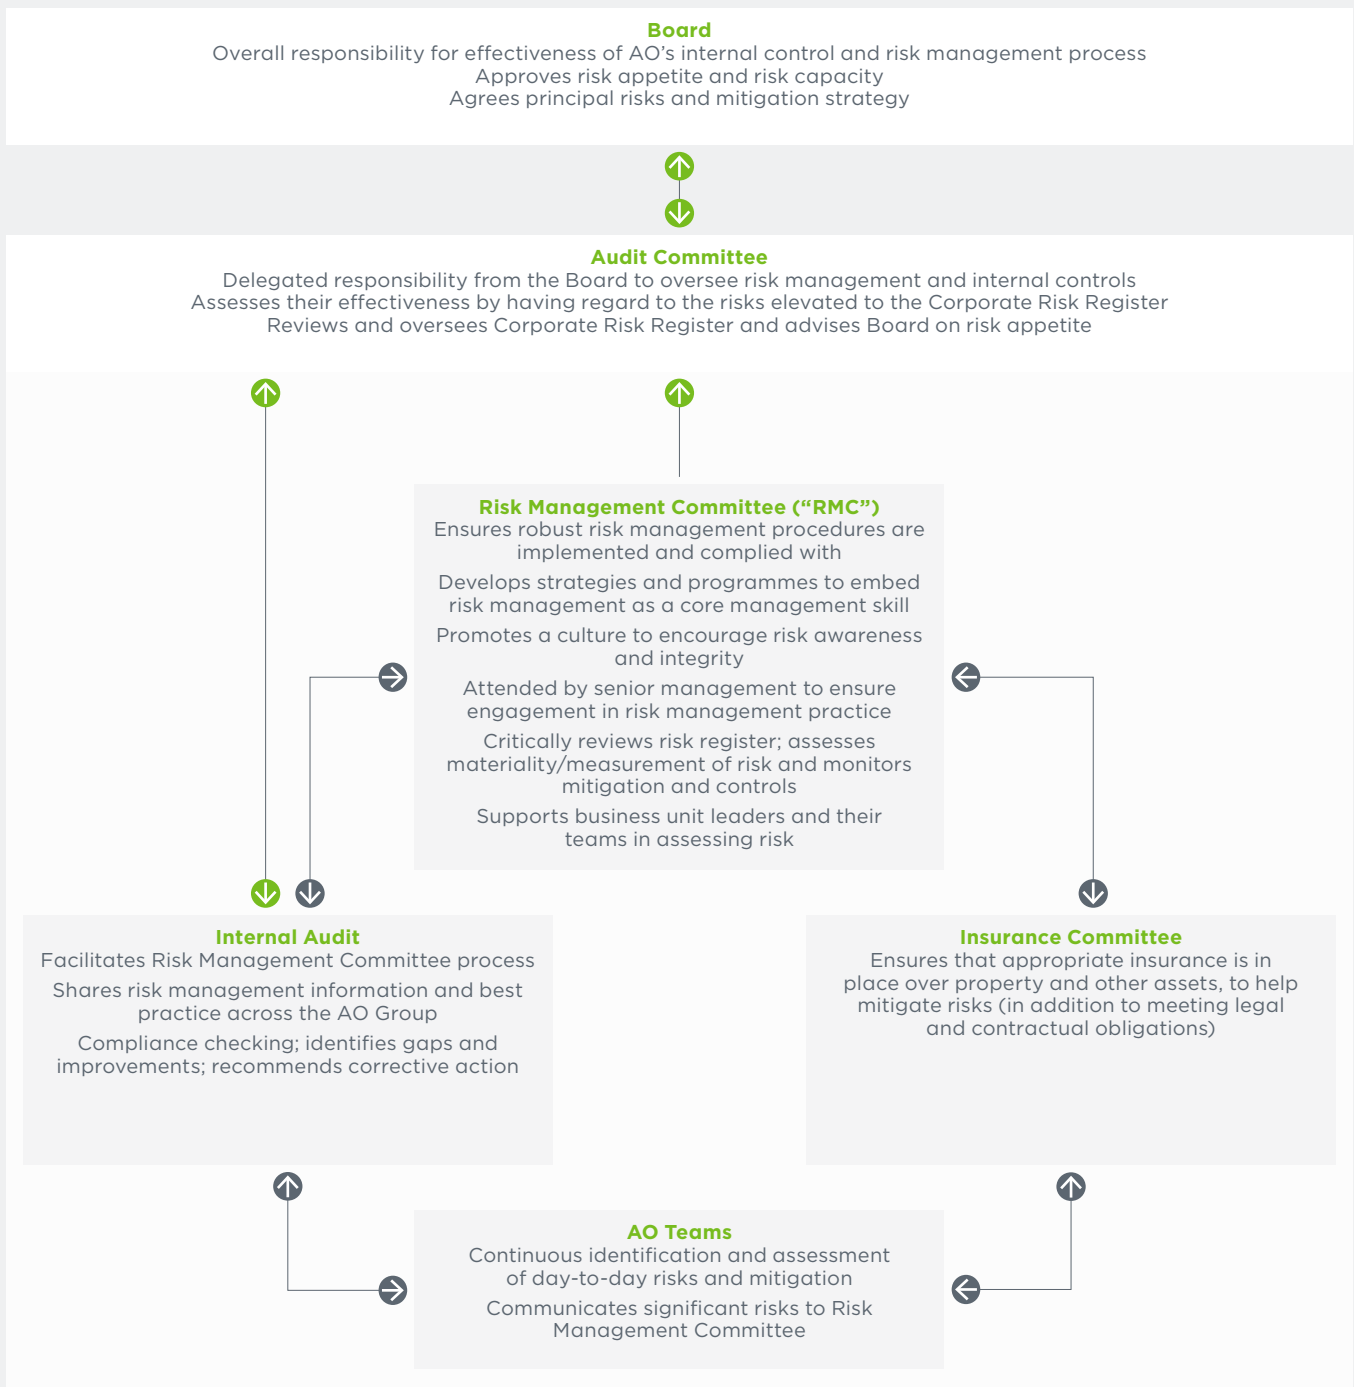 Board
Overall responsibility for effectiveness of AO’s internal control and risk management process
Approves risk appetite and risk capacity
Agrees principal risks and mitigation strategy
Audit Committee
Delegated responsibility from the Board to oversee risk management and internal controls
Assesses their effectiveness by having regard to the risks elevated to the Corporate Risk Register
Reviews and oversees Corporate Risk Register and advises Board on risk appetite
Risk Management Committee (“RMC”)
Ensures robust risk management procedures are
implemented and complied with
Develops strategies and programmes to embed
risk management as a core management skill
Promotes a culture to encourage risk awareness
and integrity
Attended by senior management to ensure
engagement in risk management practice
Critically reviews risk register; assesses
materiality/measurement of risk and monitors
mitigation and controls
Supports business unit leaders and their
teams in assessing risk
Internal Audit
Facilitates Risk Management Committee process
Shares risk management information and best
practice across the AO Group
Compliance checking; identifies gaps and
improvements; recommends corrective action
Insurance Committee
Ensures that appropriate insurance is in
place over property and other assets, to help
mitigate risks (in addition to meeting legal
and contractual obligations)
AO Teams
Continuous identification and assessment
of day-to-day risks and mitigation
Communicates significant risks to Risk
Management Committee